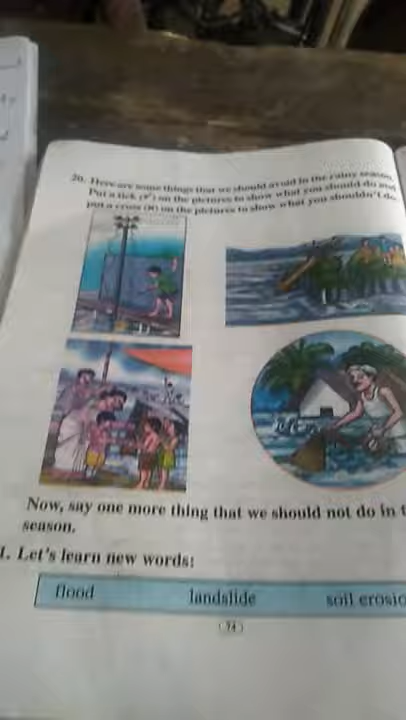 20. Here are some things that we should avoid in the rainy season.
Put a tick (✓) on the pictures to show what you should do and
put a cross (×) on the pictures to show what you shouldn't do.
Now, say one more thing that we should not do in t
season.
1. Let's learn new words:
flood landslide soil erosio
74